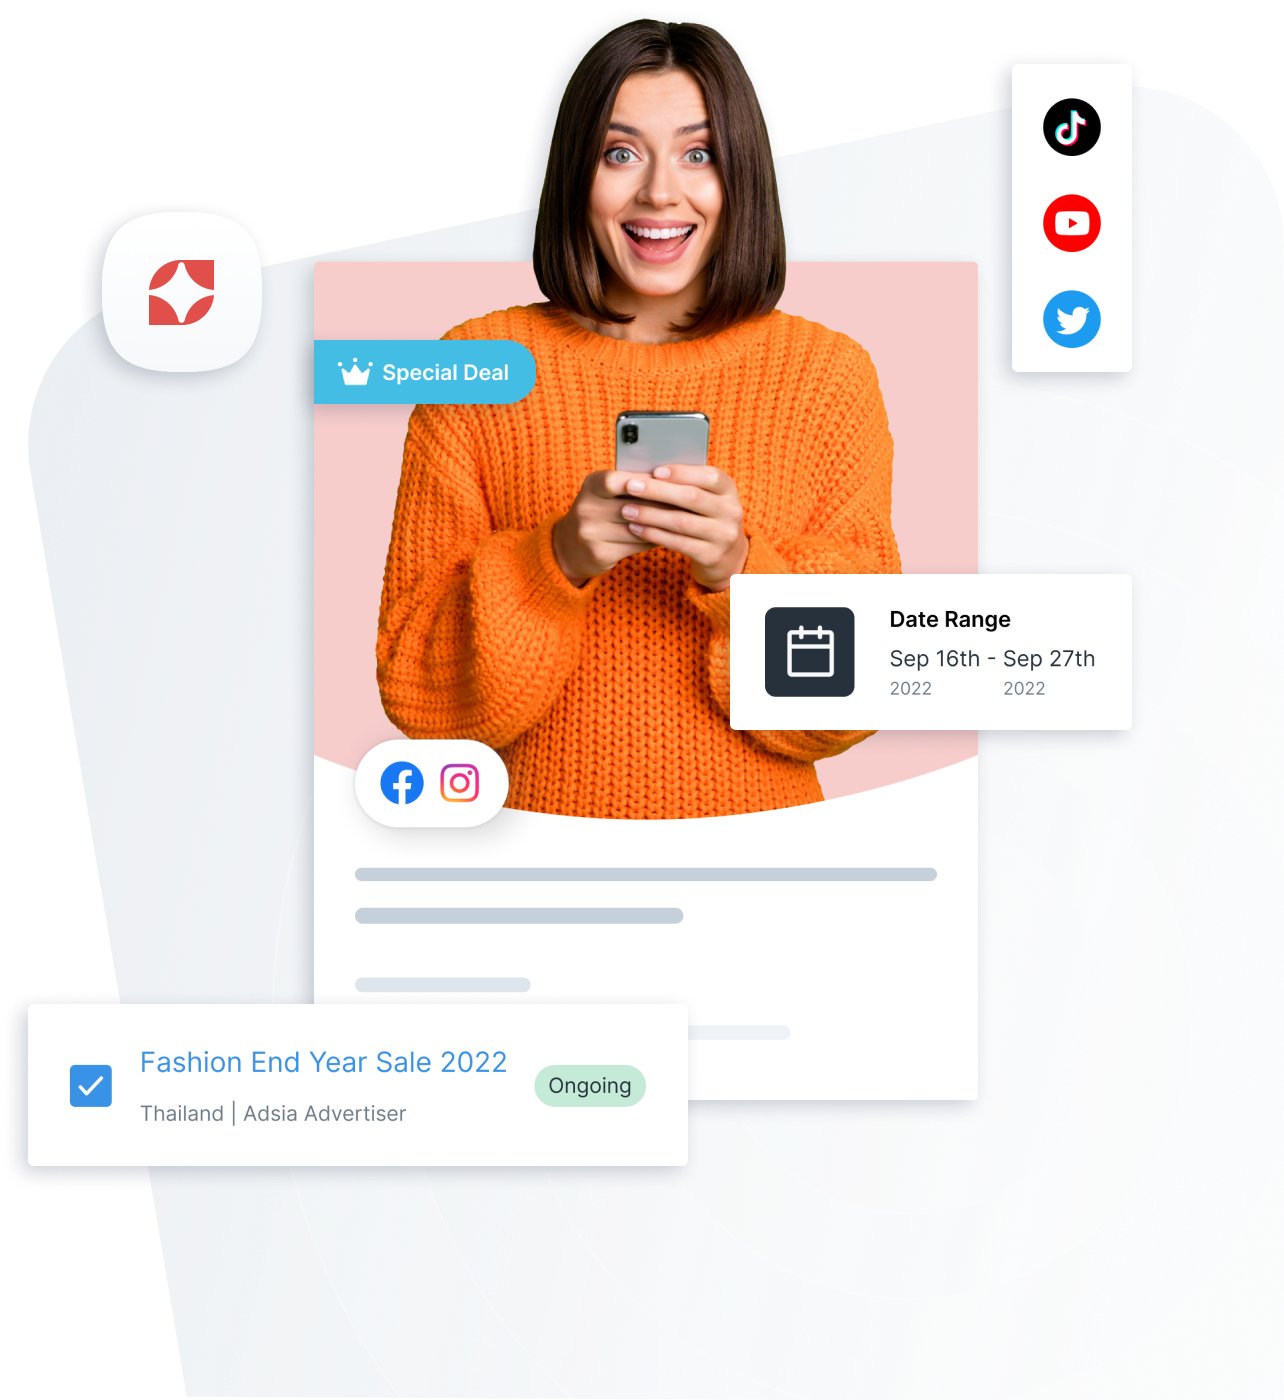 Special Deal
Date Range
Sep 16th - Sep 27th
2022 2022
Fashion End Year Sale 2022
Ongoing
Thailand | Adsia Advertiser